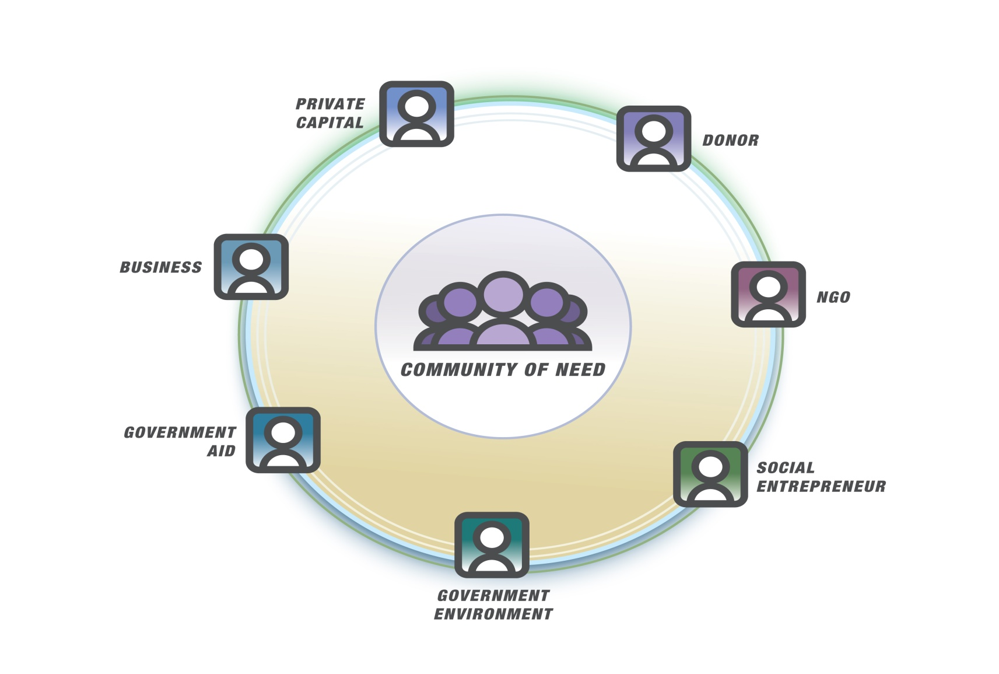 PRIVATE
CAPITAL
DONOR
BUSINESS
NGO
COMMUNITY OF NEED
GOVERNMENT
AID
SOCIAL
ENTREPRENEUR
GOVERNMENT
ENVIRONMENT